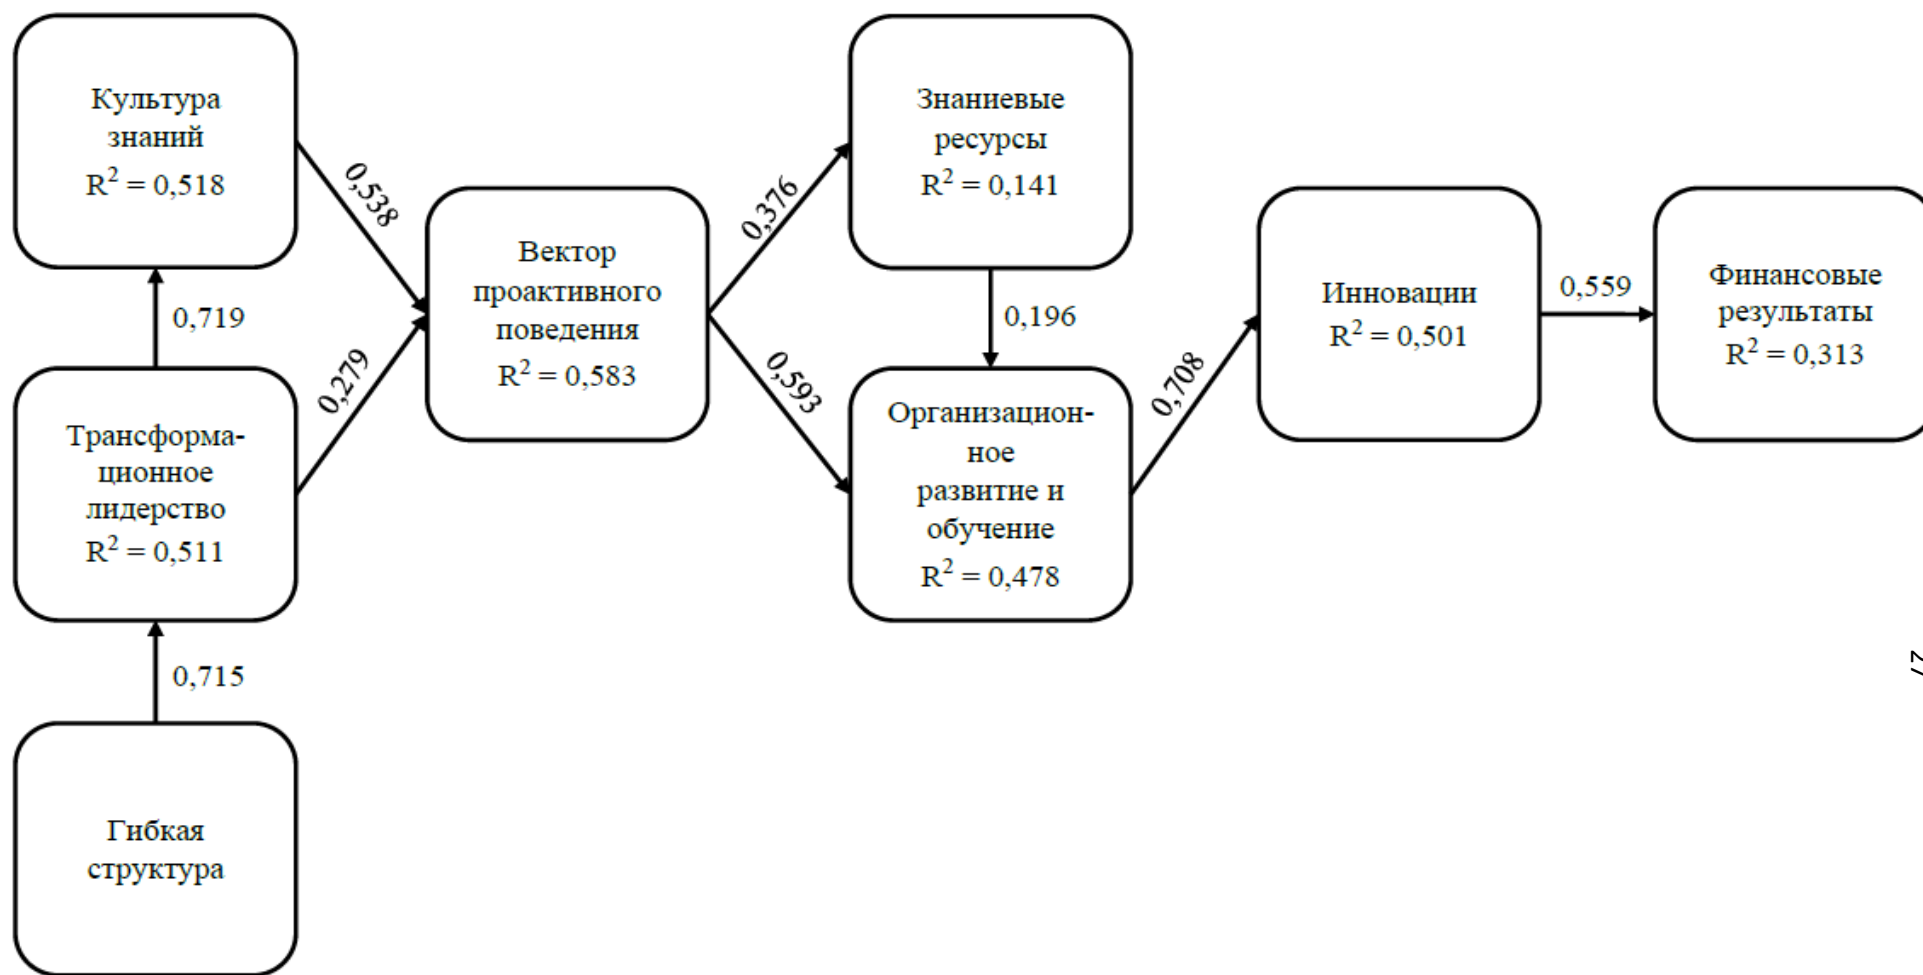 Культура
знаний
R² = 0,518
0,538
0,719
Трансформа-
ционное
лидерство
R² = 0,511
0,279
0,715
Гибкая
структура
Вектор
проактивного
поведения
R² = 0,583
0,376
0,593
Знаниевые
ресурсы
R² = 0,141
0,196
Организацион-
ное
развитие и
обучение
R² = 0,478
0,708
Инновации
R² = 0,501
0,559
Финансовые
результаты
R² = 0,313